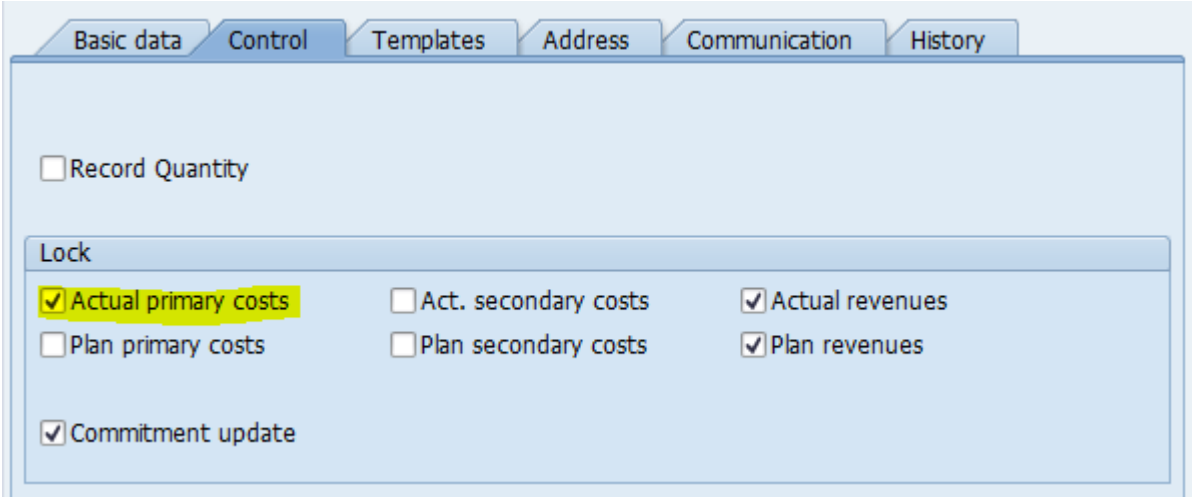 Basic data Control Templates Address Communication History
Record Quantity
Lock
Actual primary costs Act. secondary costs Actual revenues
Plan primary costs Plan secondary costs Plan revenues
Commitment update